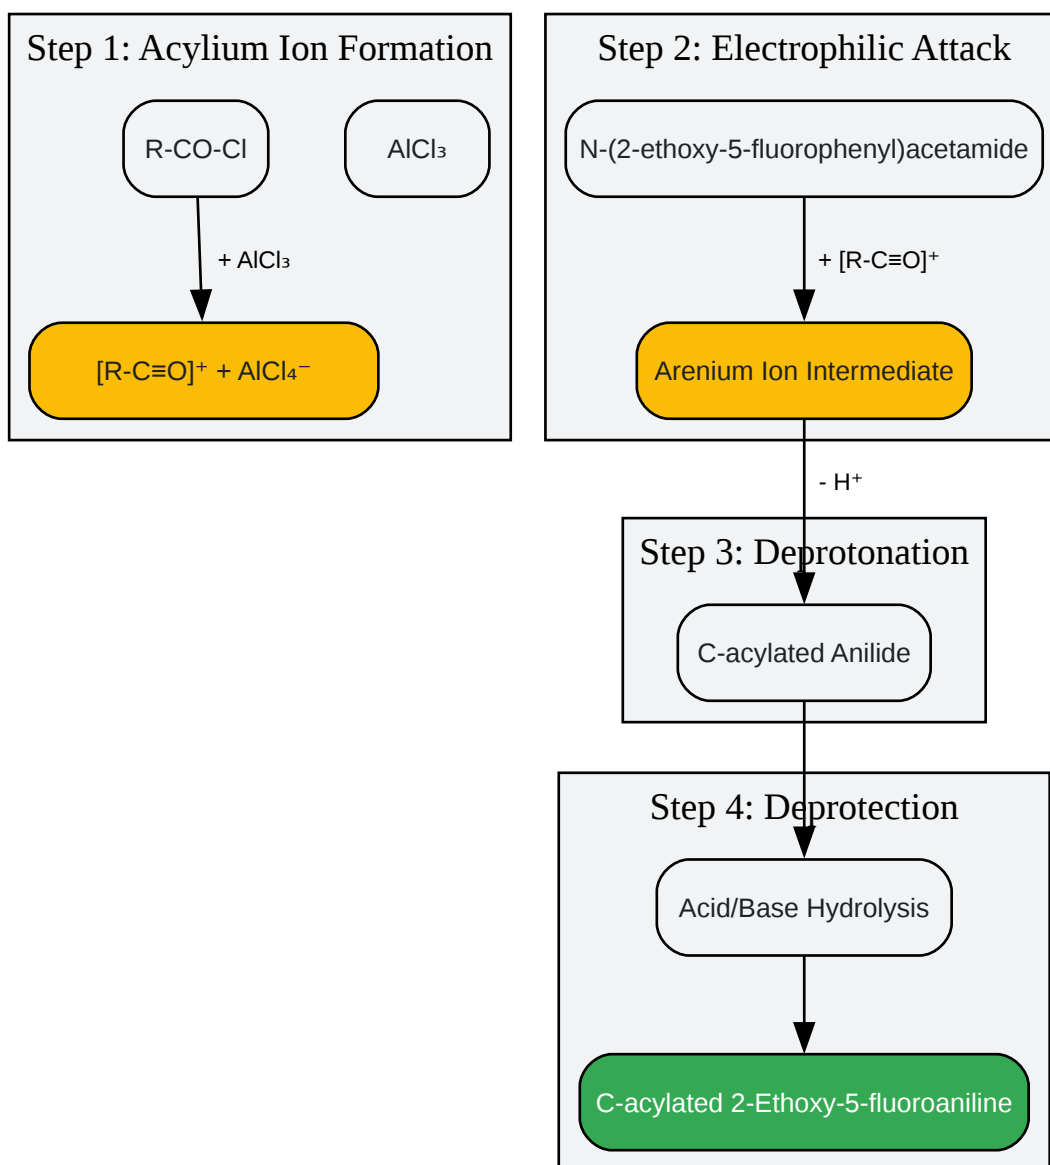 Step 1: Acylium Ion Formation
R-CO-Cl
AlCl₃
+ AlCl₃
[R-C≡O]⁺ + AlCl₄⁻
Step 2: Electrophilic Attack
N-(2-ethoxy-5-fluorophenyl)acetamide
+ [R-C≡O]⁺
Arenium Ion Intermediate
- H⁺
Step 3: Deprotonation
C-acylated Anilide
Step 4: Deprotection
Acid/Base Hydrolysis
C-acylated 2-Ethoxy-5-fluoroaniline